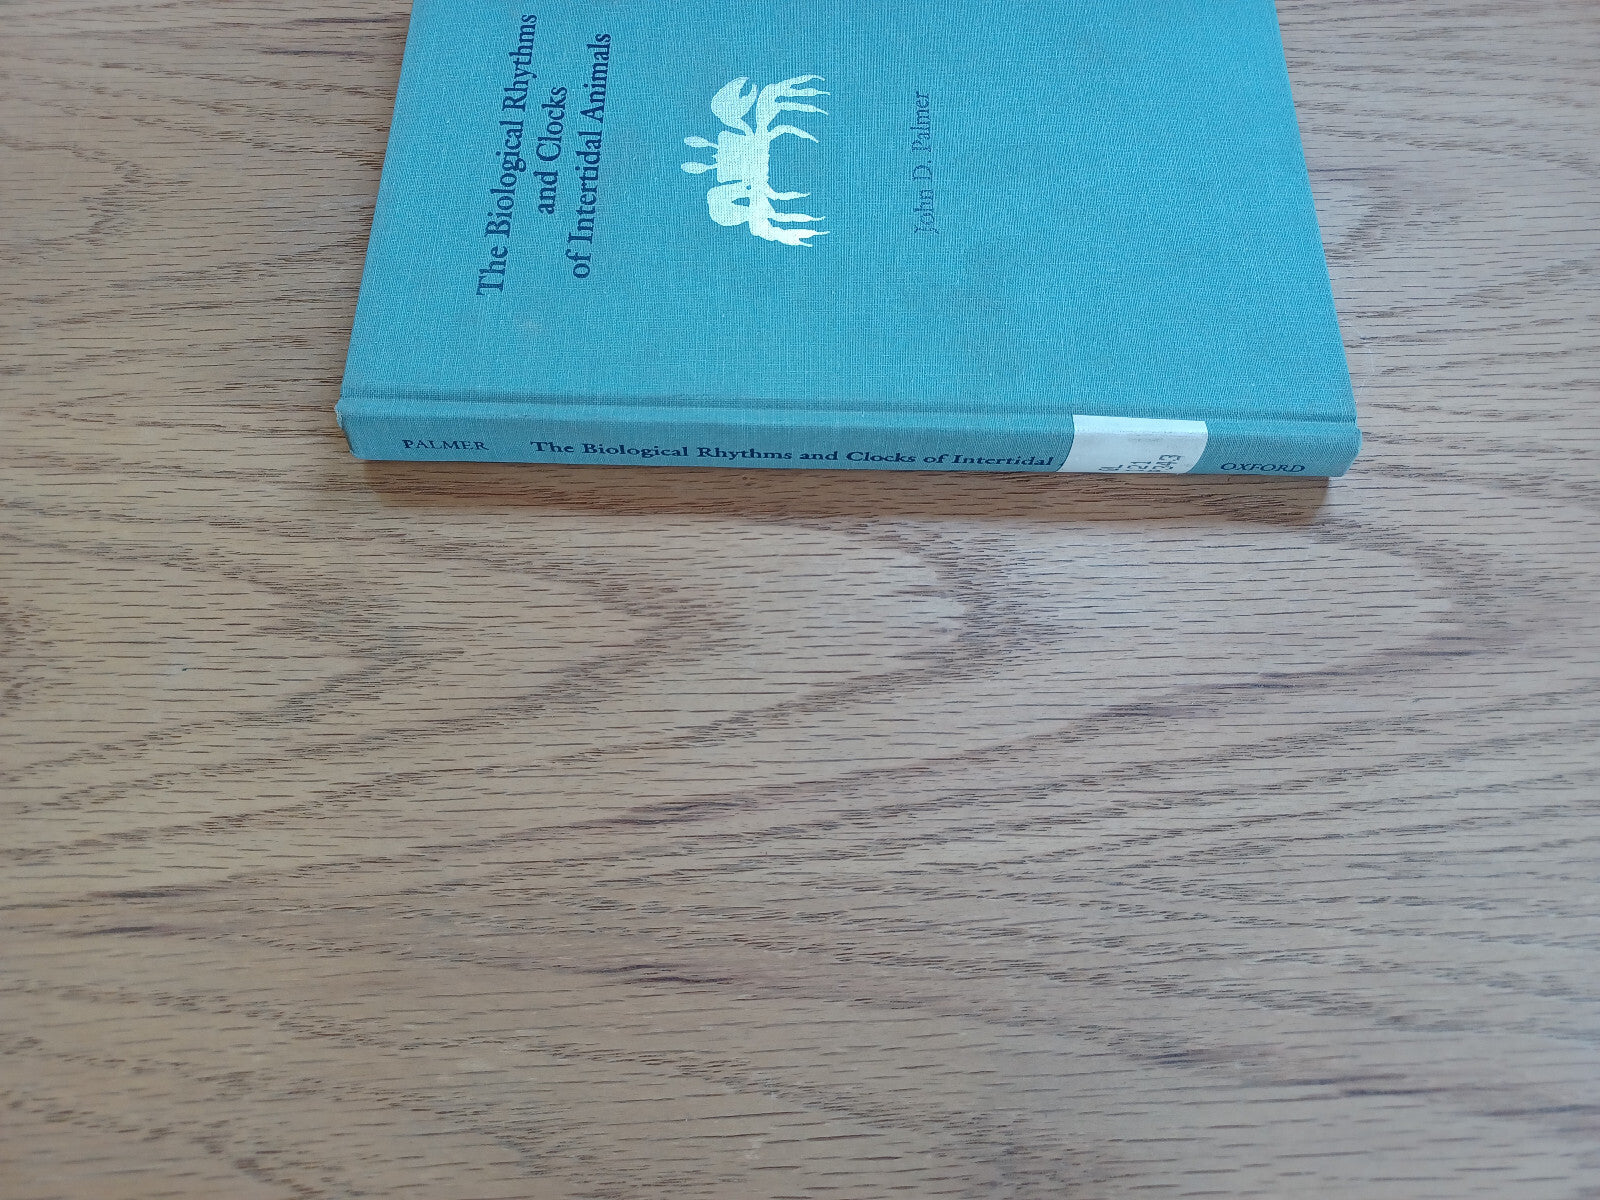 The Biological Rhythms
and Clocks
of Intertidal Animals
John D. Palmer
PALMER The Biological Rhythms and Clocks of Intertidal OXFORD